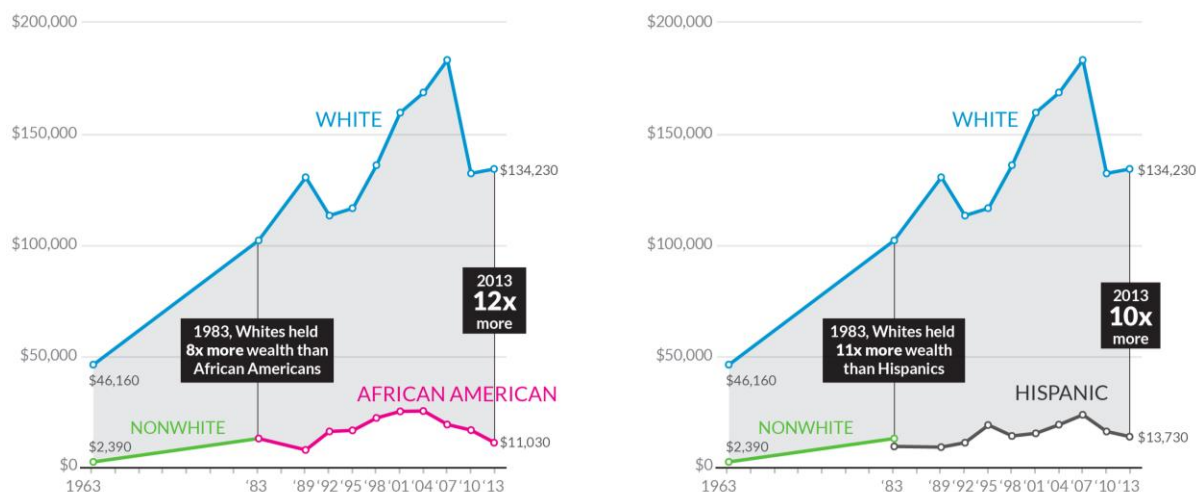 $200,000
WHITE
$150,000
$134,230
$100,000
2013
12x
more
1983, Whites held
8x more wealth than
African Americans
$50,000
$46,160
AFRICAN AMERICAN
NONWHITE
$2,390
$11,030
$0
1963 '83 '89 '92 '95 '98 '01 '04 '07 '10 '13
$200,000
WHITE
$150,000
$134,230
$100,000
2013
10x
more
1983, Whites held
11x more wealth
than Hispanics
$50,000
$46,160
HISPANIC
NONWHITE
$2,390
$13,730
$0
1963 '83 '89 '92 '95 '98 '01 '04 '07 '10 '13